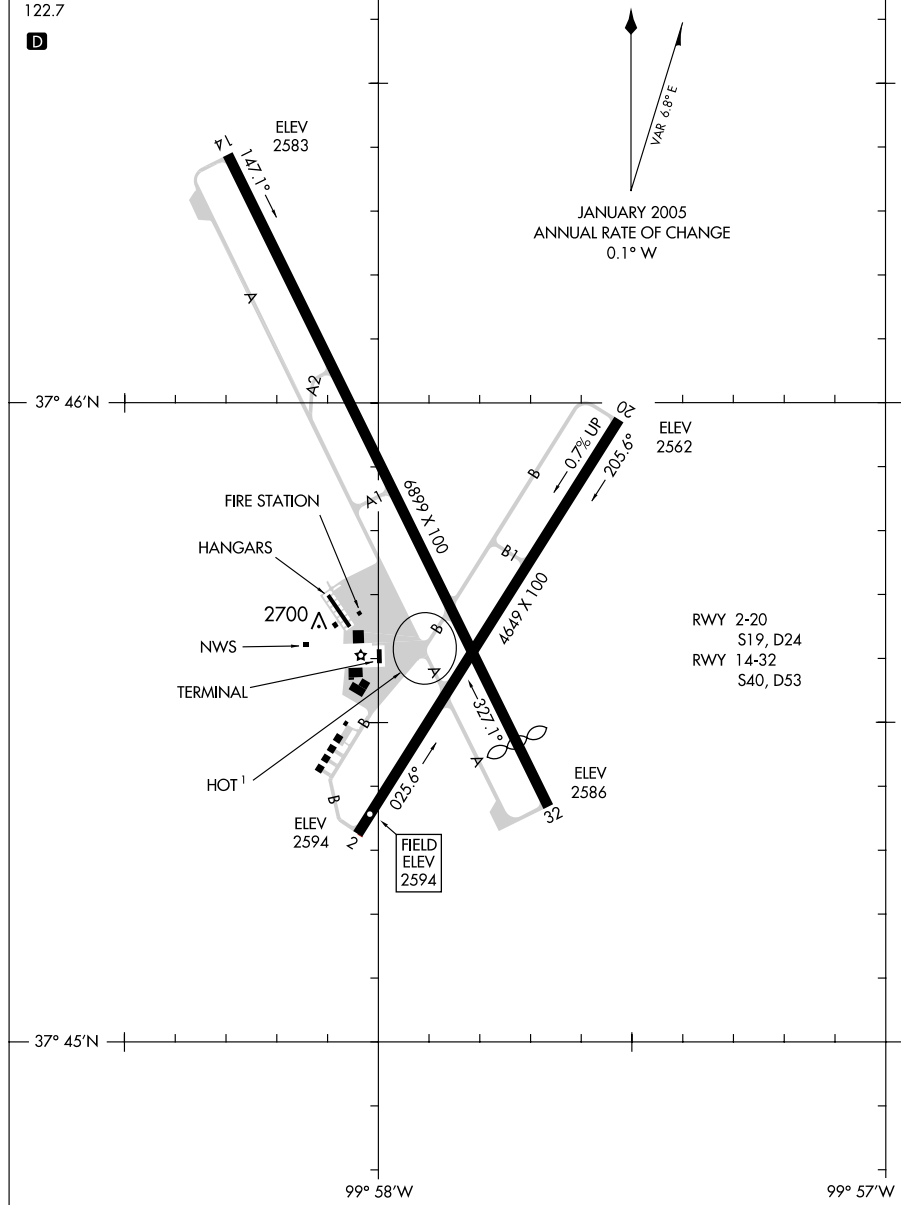 122.7
D
VAR 6.8° E
JANUARY 2005
ANNUAL RATE OF CHANGE
0.1° W
ELEV
2583
14
147.1°
A
A2
37° 46'N
20
ELEV
2562
0.7% UP
205.6°
B
A1
6899 X 100
FIRE STATION
HANGARS
B1
4649 X 100
2700
B
NWS
TERMINAL
A
327.1°
RWY 2-20
S19, D24
RWY 14-32
S40, D53
B
HOT 1
025.6°
A
ELEV
2586
B
ELEV
2594
2
32
FIELD
ELEV
2594
37° 45'N
99° 58'W
99° 57'W